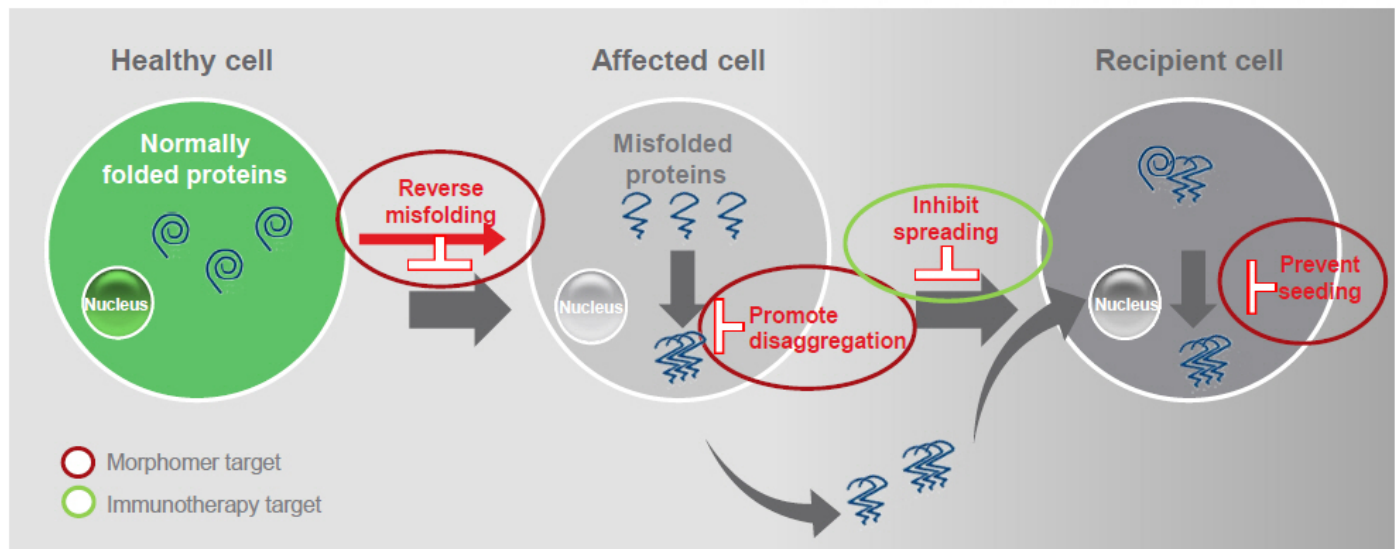 Healthy cell
Affected cell
Recipient cell
Normally
folded proteins
Nucleus
Reverse
misfolding
Misfolded
proteins
Nucleus
Promote
disaggregation
Inhibit
spreading
Nucleus
Prevent
seeding
Morphomer target
Immunotherapy target